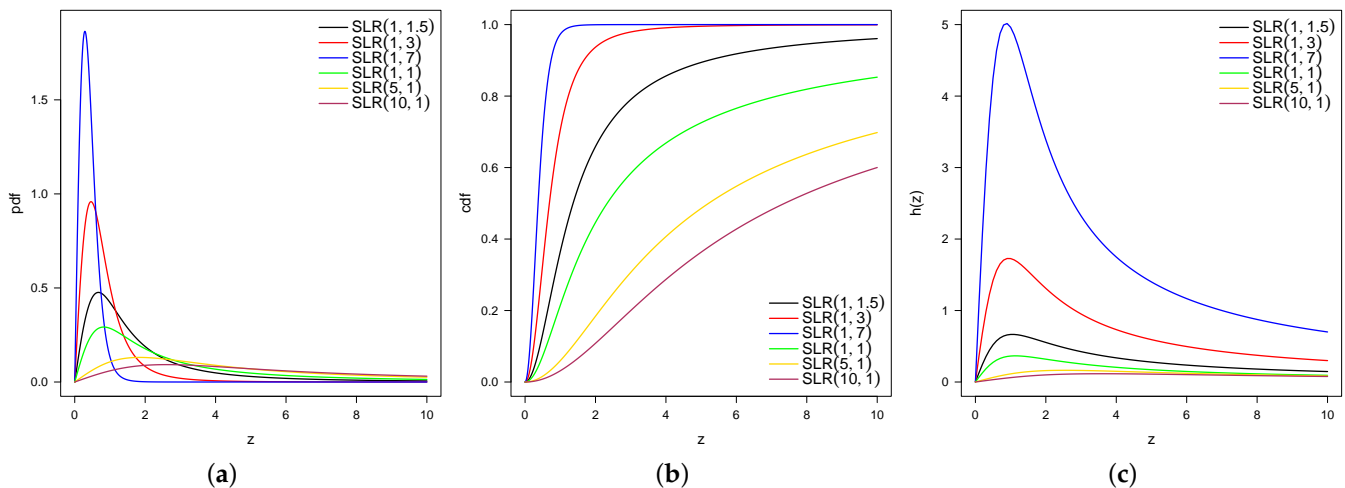 SLR(1, 1.5)
SLR(1, 3)
SLR(1, 7)
SLR(1, 1)
SLR(5, 1)
SLR(10, 1)
pdf
1.5
1.0
0.5
0.0
0 2 4 6 8 10
z
(a)
cdf
1.0
0.8
0.6
0.4
0.2
0.0
SLR(1, 1.5)
SLR(1, 3)
SLR(1, 7)
SLR(1, 1)
SLR(5, 1)
SLR(10, 1)
0 2 4 6 8 10
z
(b)
SLR(1, 1.5)
SLR(1, 3)
SLR(1, 7)
SLR(1, 1)
SLR(5, 1)
SLR(10, 1)
h(z)
5
4
3
2
1
0
0 2 4 6 8 10
z
(c)